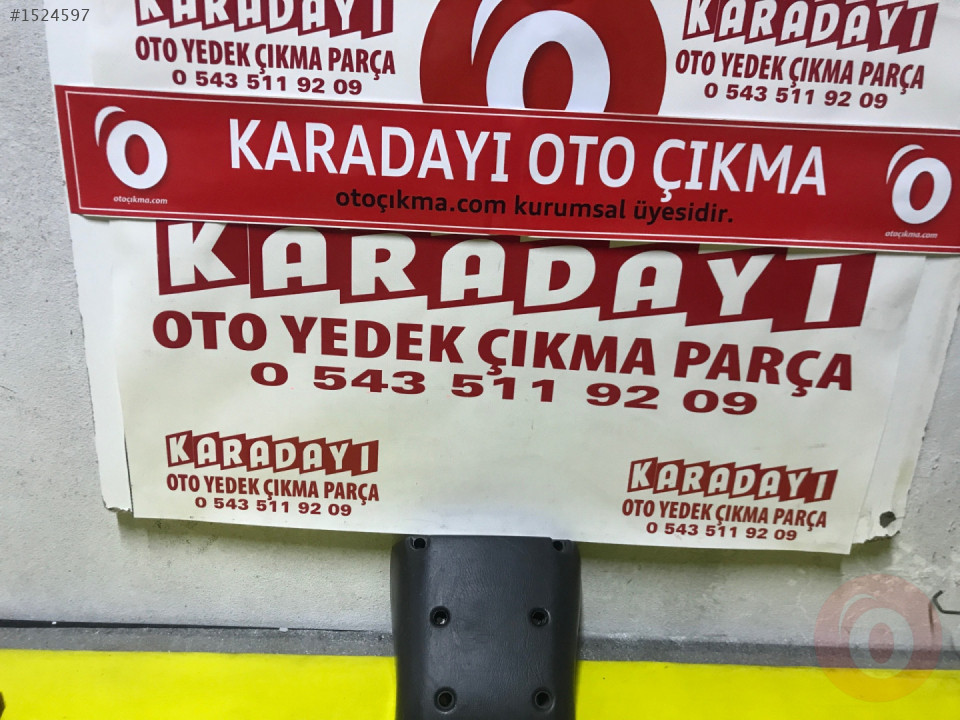 #1524597
KARADAYI
OTO YEDEK ÇIKMA PARÇA
0 543 511 92 09
KARADAYI
OTO YEDEK ÇIKMA PARÇA
0 543 511 92 09
KARADAYI OTO ÇIKMA
otoçıkma.com kurumsal üyesidir.
otoçıkma.com
otoçıkma.com
KARADAYI
OTO YEDEK ÇIKMA PARÇA
0 543 511 92 09
KARADAYI
OTO YEDEK ÇIKMA PARÇA
0 543 511 92 09
KARADAYI
OTO YEDEK ÇIKMA PARÇA
0 543 511 92 09